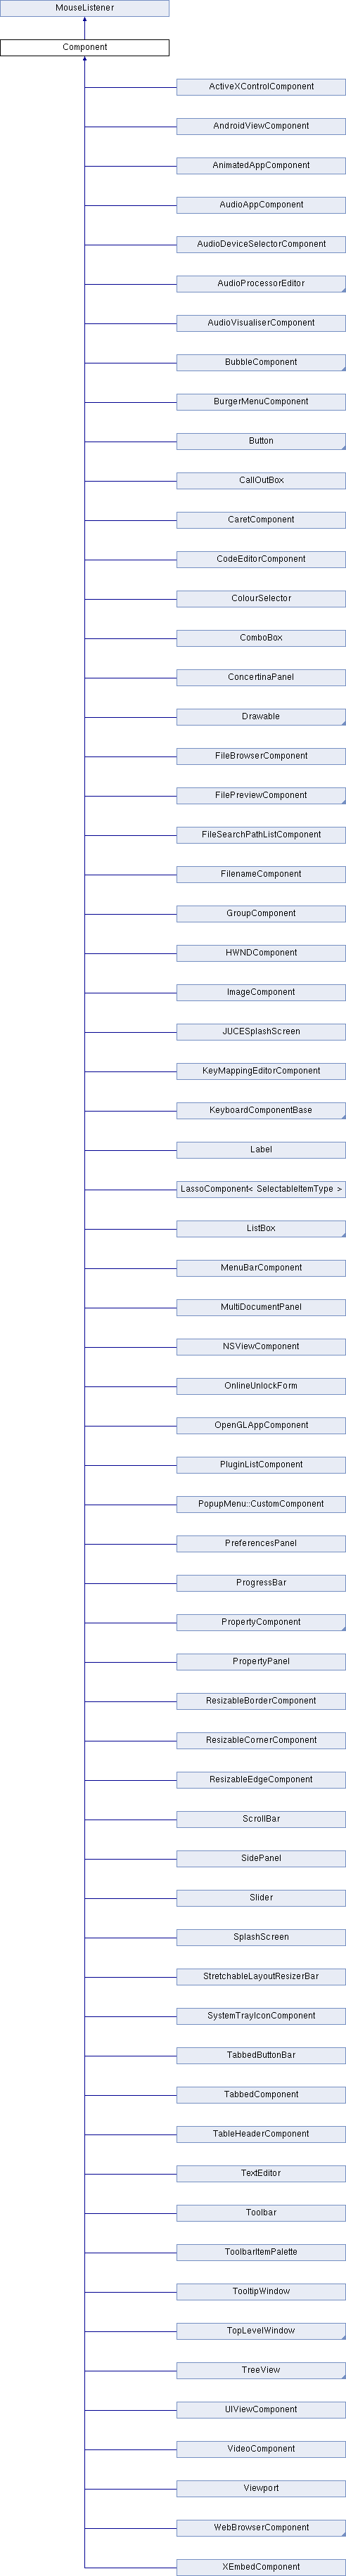 MouseListener
Component
ActiveXControlComponent
AndroidViewComponent
AnimatedAppComponent
AudioAppComponent
AudioDeviceSelectorComponent
AudioProcessorEditor
AudioVisualiserComponent
BubbleComponent
BurgerMenuComponent
Button
CallOutBox
CaretComponent
CodeEditorComponent
ColourSelector
ComboBox
ConcertinaPanel
Drawable
FileBrowserComponent
FilePreviewComponent
FileSearchPathListComponent
FilenameComponent
GroupComponent
HWNDComponent
ImageComponent
JUCESplashScreen
KeyMappingEditorComponent
KeyboardComponentBase
Label
LassoComponent< SelectableItemType >
ListBox
MenuBarComponent
MultiDocumentPanel
NSViewComponent
OnlineUnlockForm
OpenGLAppComponent
PluginListComponent
PopupMenu::CustomComponent
PreferencesPanel
ProgressBar
PropertyComponent
PropertyPanel
ResizableBorderComponent
ResizableCornerComponent
ResizableEdgeComponent
ScrollBar
SidePanel
Slider
SplashScreen
StretchableLayoutResizerBar
SystemTrayIconComponent
TabbedButtonBar
TabbedComponent
TableHeaderComponent
TextEditor
Toolbar
ToolbarItemPalette
TooltipWindow
TopLevelWindow
TreeView
UIViewComponent
VideoComponent
Viewport
WebBrowserComponent
XEmbedComponent